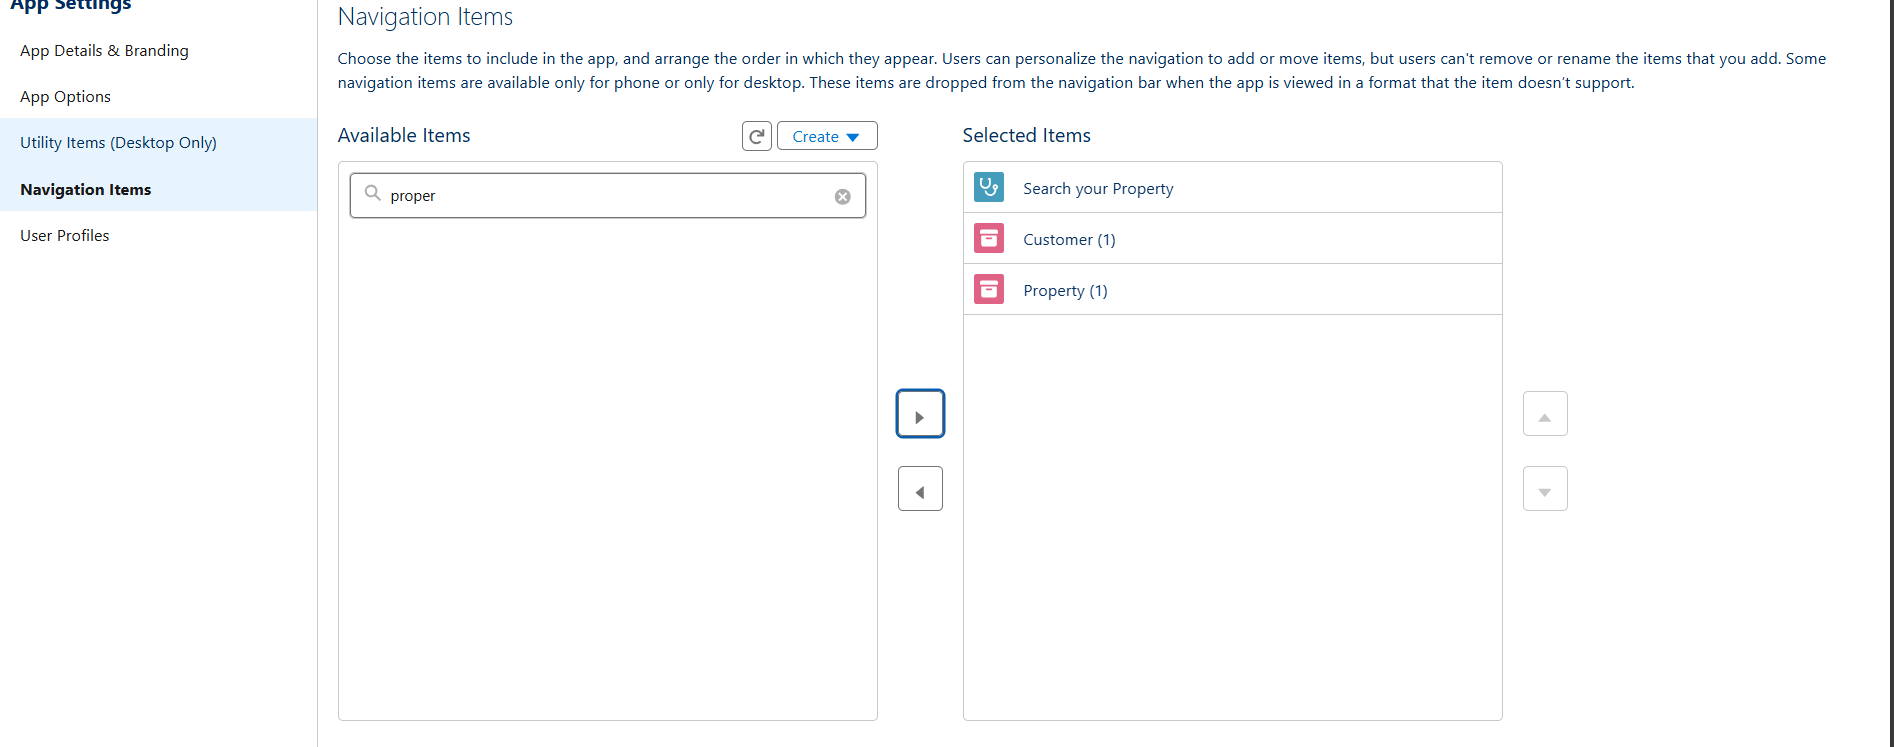 App Settings
App Details & Branding
App Options
Utility Items (Desktop Only)
Navigation Items
User Profiles
Navigation Items
Choose the items to include in the app, and arrange the order in which they appear. Users can personalize the navigation to add or move items, but users can't remove or rename the items that you add. Some
navigation items are available only for phone or only for desktop. These items are dropped from the navigation bar when the app is viewed in a format that the item doesn’t support.
Available Items
Create
proper
Selected Items
Search your Property
Customer (1)
Property (1)